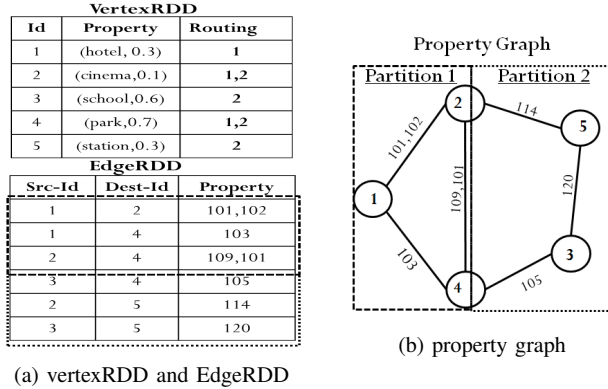 VertexRDD
Id Property Routing
1 (hotel, 0.3) 1
2 (cinema,0.1) 1,2
3 (school,0.6) 2
4 (park,0.7) 1,2
5 (station,0.3) 2
EdgeRDD
Src-Id Dest-Id Property
1 2 101,102
1 4 103
2 4 109,101
3 4 105
2 5 114
3 5 120
(a) vertexRDD and EdgeRDD
Property Graph
Partition 1 Partition 2
2
114
5
101,102
109,101
120
1
3
103
4
105
(b) property graph